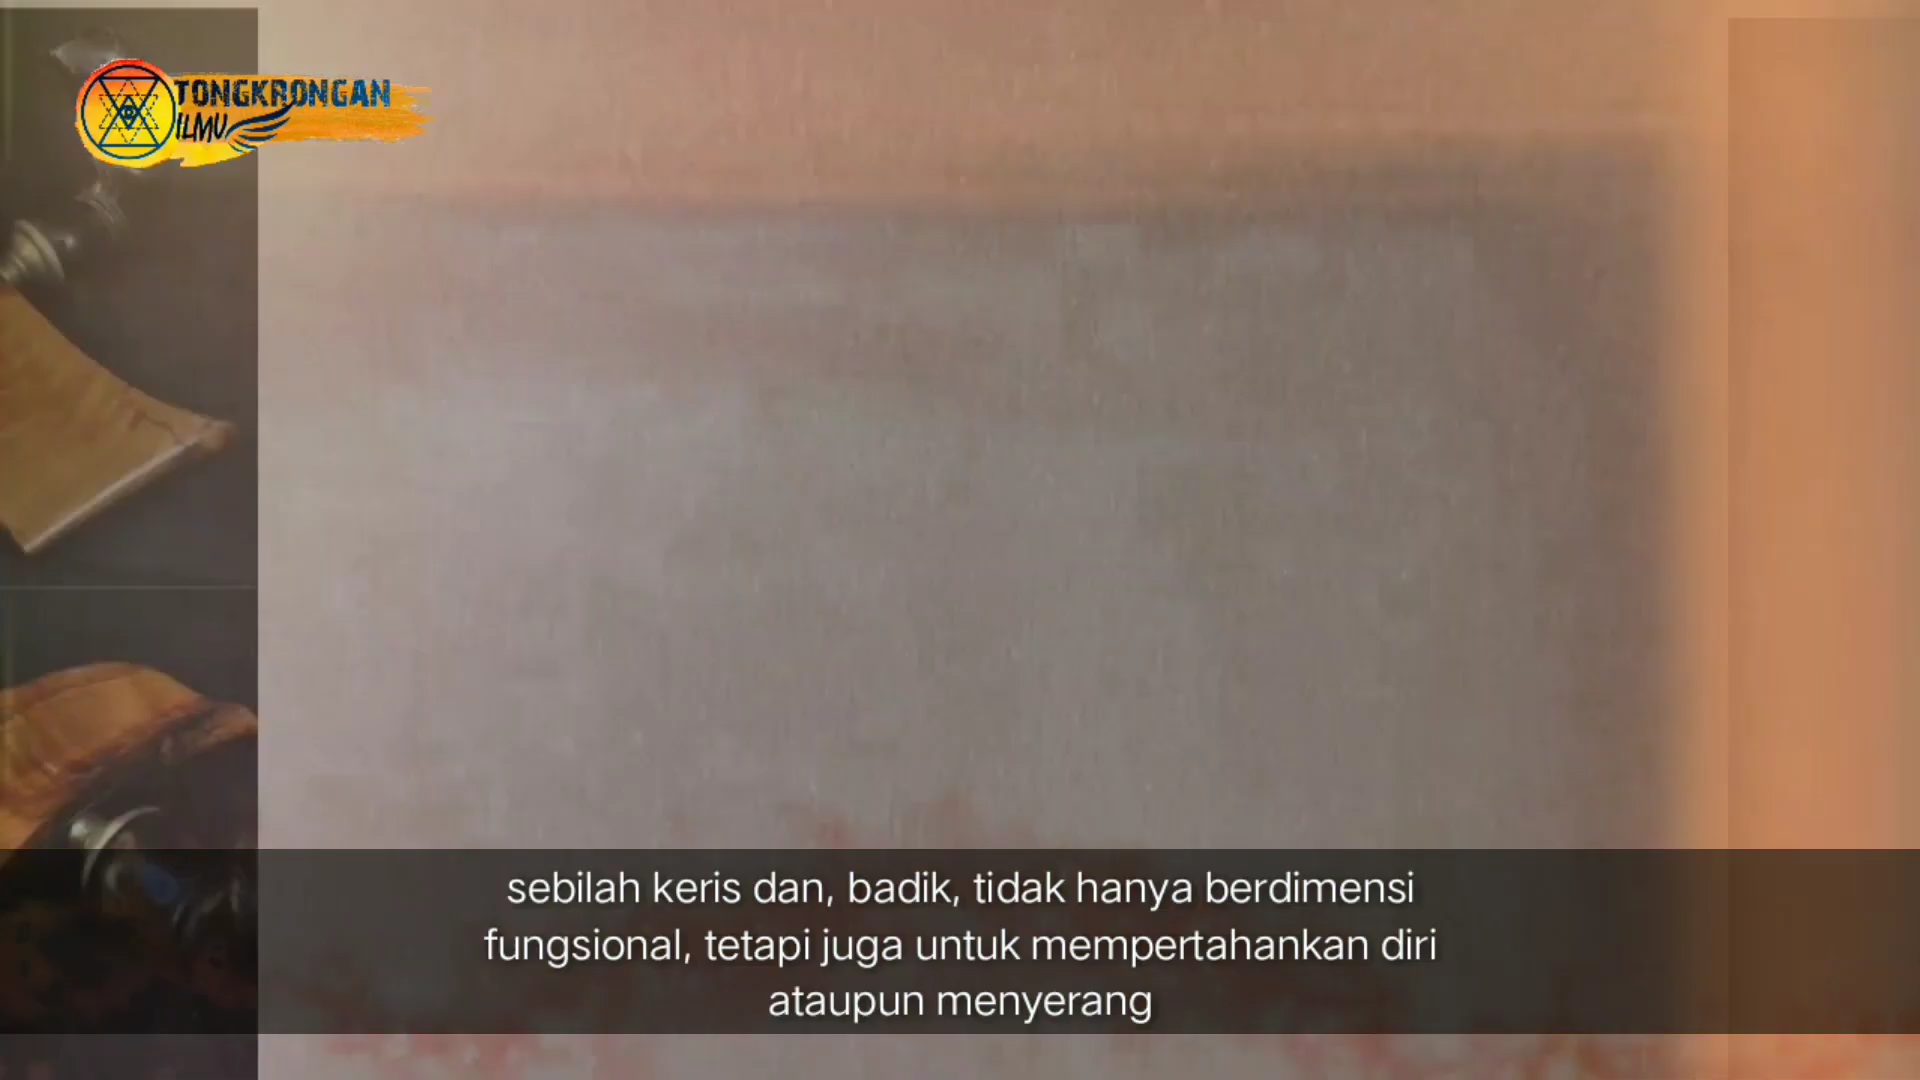 TONGKRONGAN
ILMU
sebilah keris dan, badik, tidak hanya berdimensi
fungsional, tetapi juga untuk mempertahankan diri
ataupun menyerang